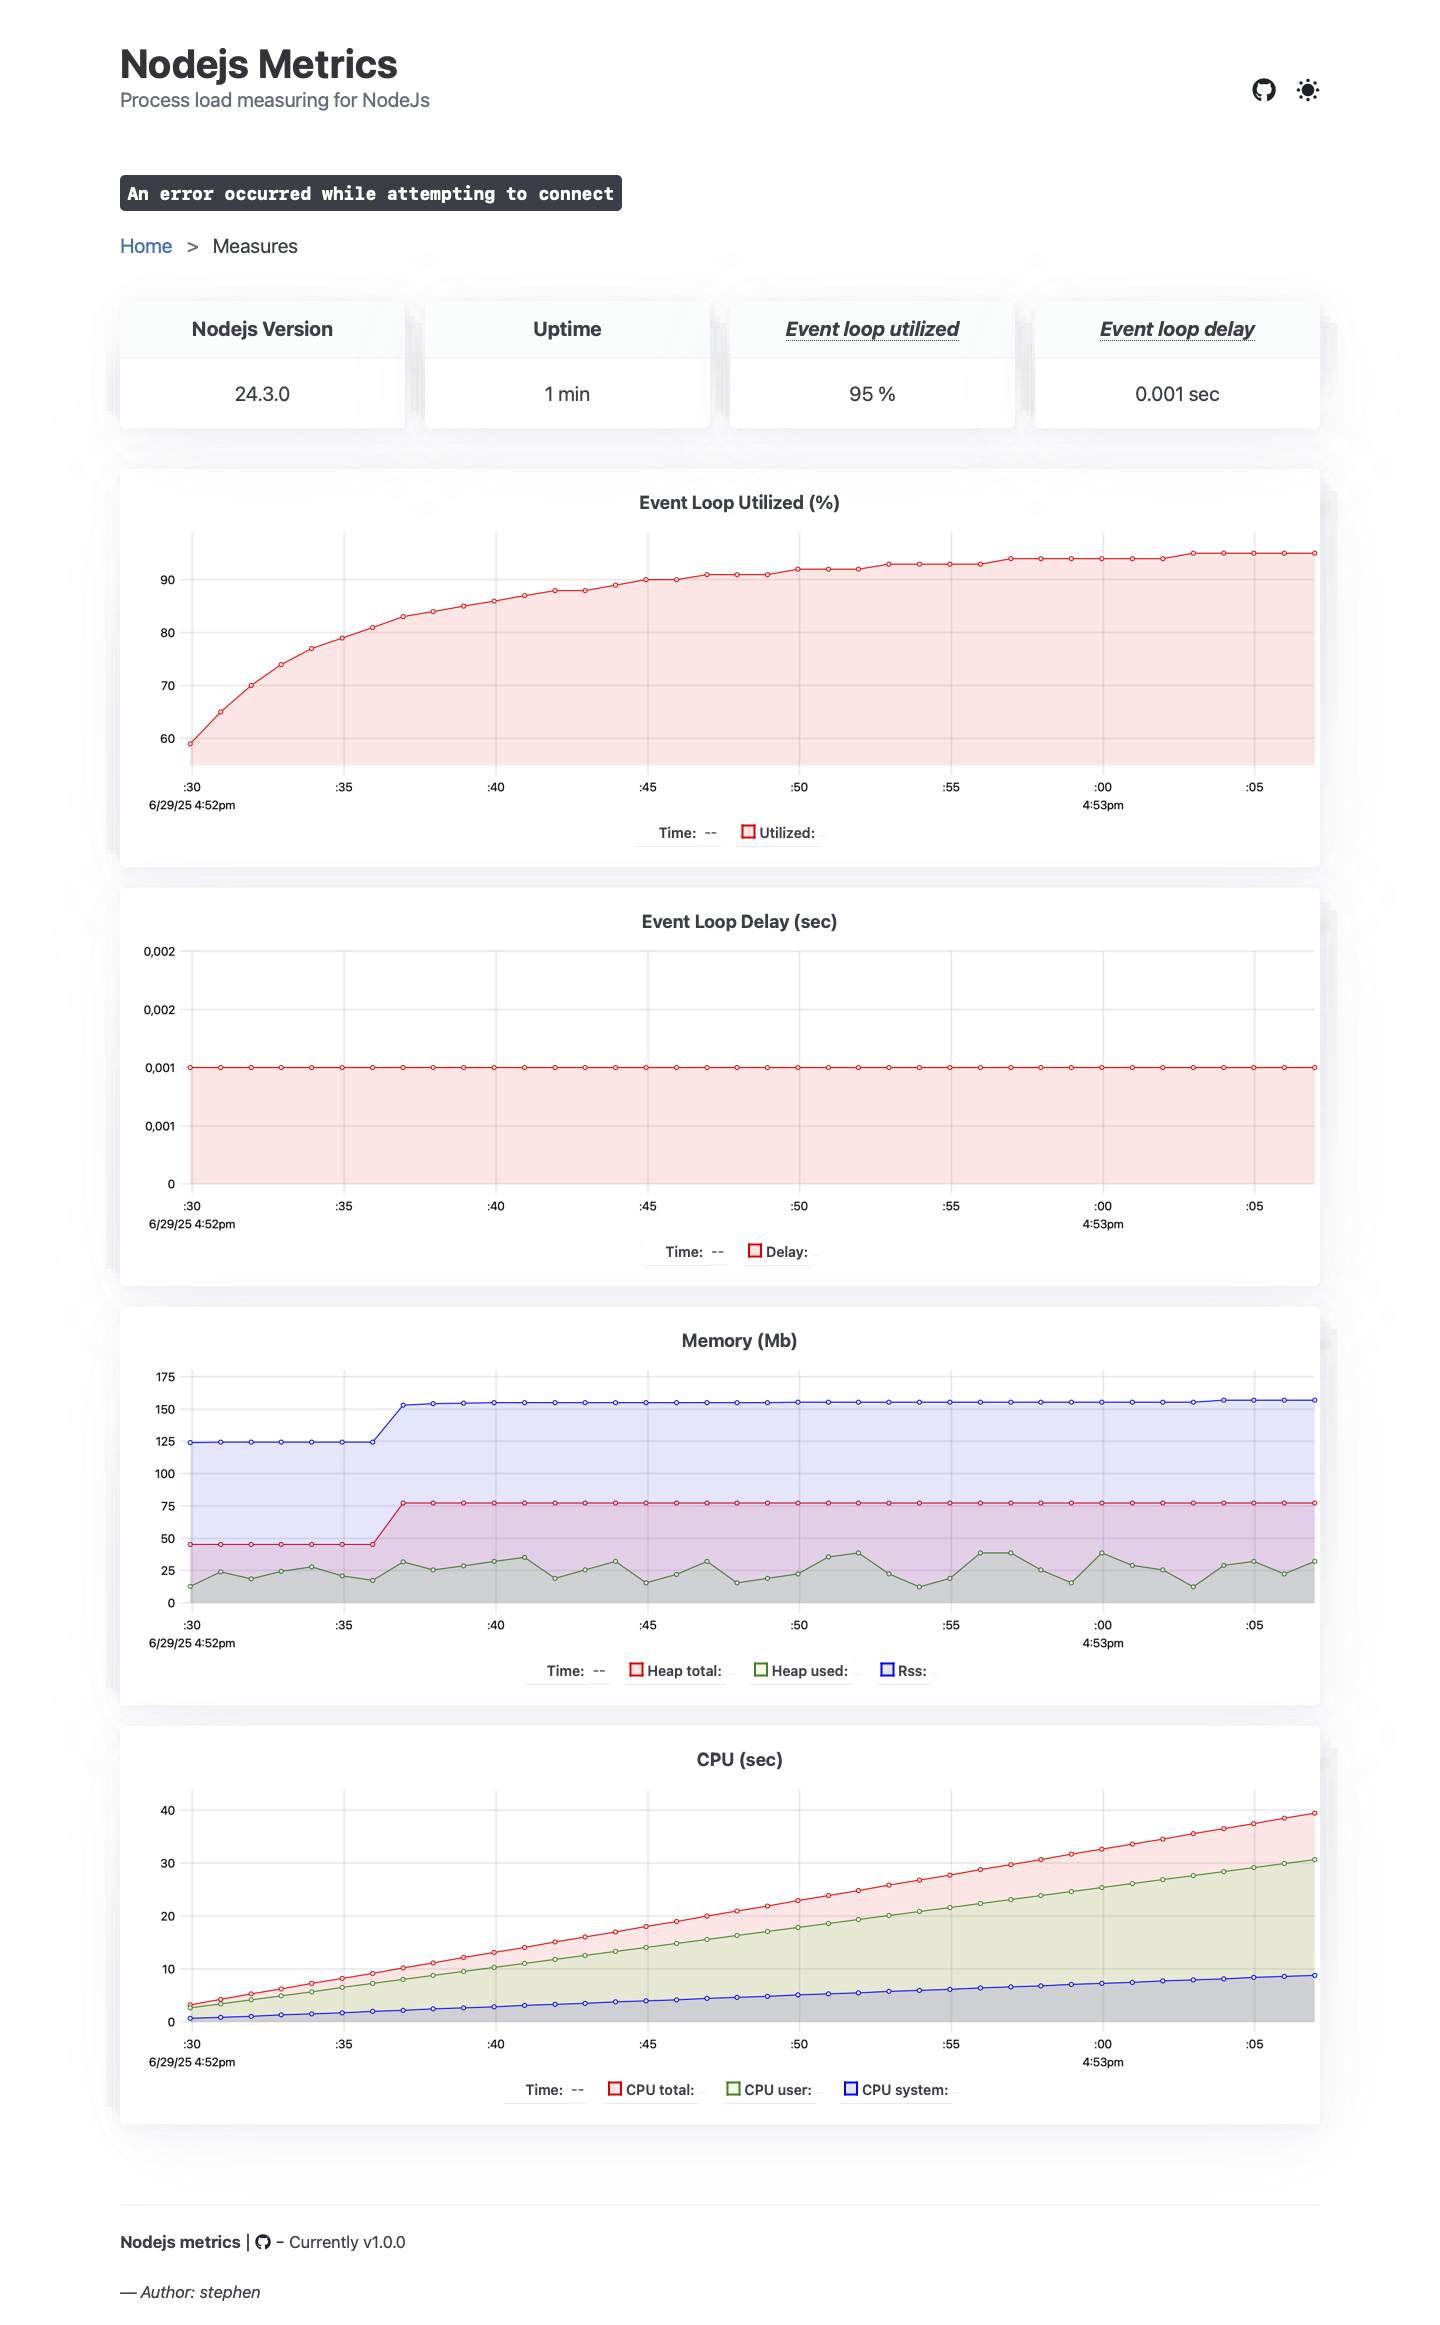 Nodejs Metrics
Process load measuring for NodeJs
An error occurred while attempting to connect
Home > Measures
Nodejs Version
24.3.0
Uptime
1 min
Event loop utilized
95 %
Event loop delay
0.001 sec
Event Loop Utilized (%)
90
80
70
60
:30 :35 :40 :45 :50 :55 :00 :05
6/29/25 4:52pm 4:53pm
Time: -- Utilized:
Event Loop Delay (sec)
0,002
0,002
0,001
0,001
0
:30 :35 :40 :45 :50 :55 :00 :05
6/29/25 4:52pm 4:53pm
Time: -- Delay:
Memory (Mb)
175
150
125
100
75
50
25
0
:30 :35 :40 :45 :50 :55 :00 :05
6/29/25 4:52pm 4:53pm
Time: -- Heap total: Heap used: Rss:
CPU (sec)
40
30
20
10
0
:30 :35 :40 :45 :50 :55 :00 :05
6/29/25 4:52pm 4:53pm
Time: -- CPU total: CPU user: CPU system:
Nodejs metrics | – Currently v1.0.0
— Author: stephen